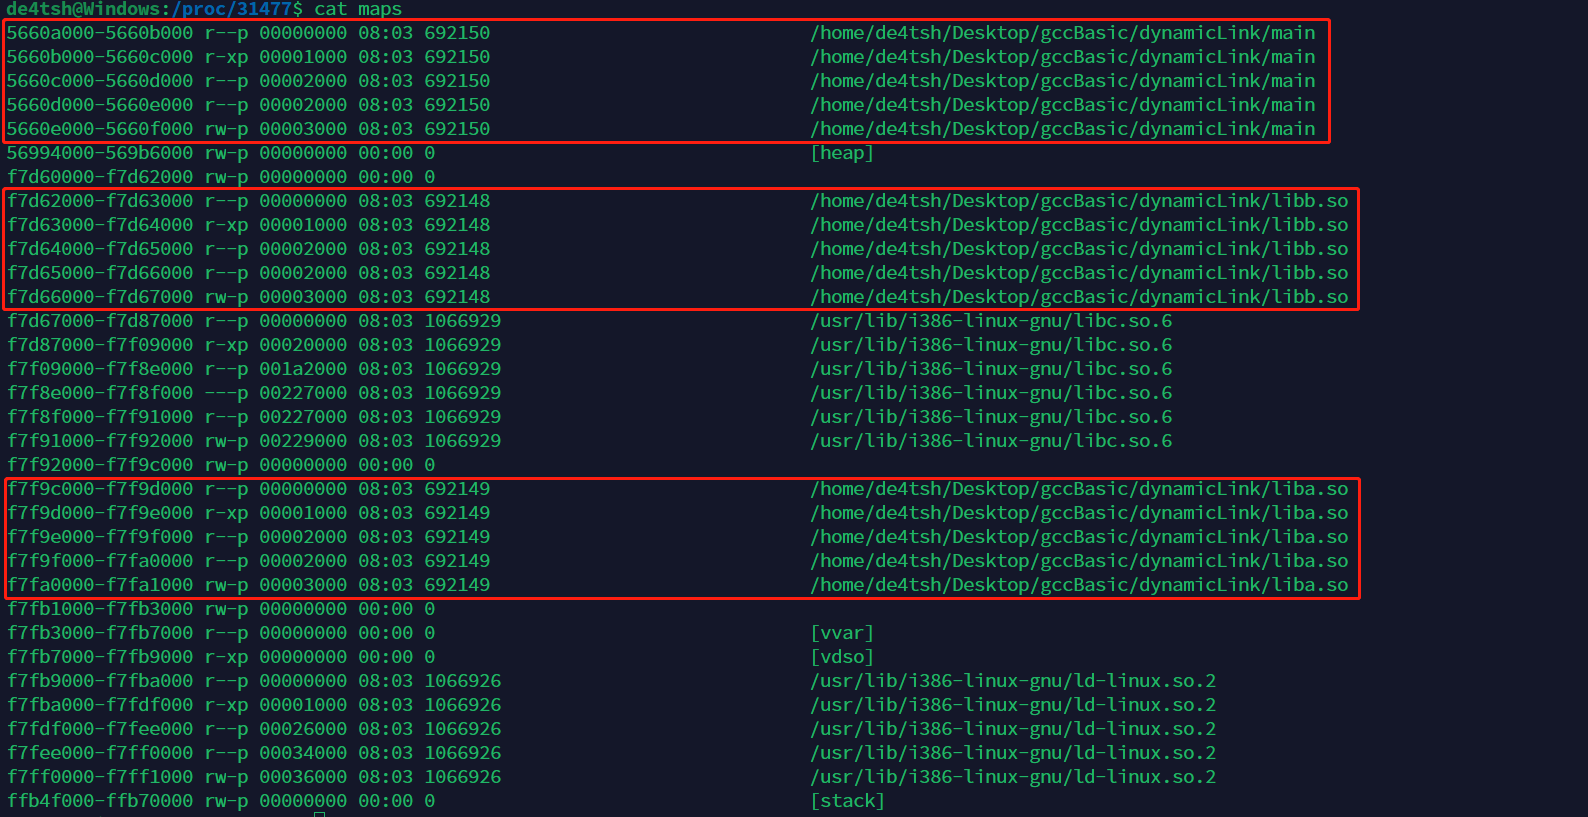 de4tsh@Windows:/proc/31477$ cat maps
5660a000-5660b000 r--p 00000000 08:03 692150 /home/de4tsh/Desktop/gccBasic/dynamicLink/main
5660b000-5660c000 r-xp 00001000 08:03 692150 /home/de4tsh/Desktop/gccBasic/dynamicLink/main
5660c000-5660d000 r--p 00002000 08:03 692150 /home/de4tsh/Desktop/gccBasic/dynamicLink/main
5660d000-5660e000 r--p 00002000 08:03 692150 /home/de4tsh/Desktop/gccBasic/dynamicLink/main
5660e000-5660f000 rw-p 00003000 08:03 692150 /home/de4tsh/Desktop/gccBasic/dynamicLink/main
56994000-569b6000 rw-p 00000000 00:00 0 [heap]
f7d60000-f7d62000 rw-p 00000000 00:00 0
f7d62000-f7d63000 r--p 00000000 08:03 692148 /home/de4tsh/Desktop/gccBasic/dynamicLink/libb.so
f7d63000-f7d64000 r-xp 00001000 08:03 692148 /home/de4tsh/Desktop/gccBasic/dynamicLink/libb.so
f7d64000-f7d65000 r--p 00002000 08:03 692148 /home/de4tsh/Desktop/gccBasic/dynamicLink/libb.so
f7d65000-f7d66000 r--p 00002000 08:03 692148 /home/de4tsh/Desktop/gccBasic/dynamicLink/libb.so
f7d66000-f7d67000 rw-p 00003000 08:03 692148 /home/de4tsh/Desktop/gccBasic/dynamicLink/libb.so
f7d67000-f7d87000 r--p 00000000 08:03 1066929 /usr/lib/i386-linux-gnu/libc.so.6
f7d87000-f7f09000 r-xp 00020000 08:03 1066929 /usr/lib/i386-linux-gnu/libc.so.6
f7f09000-f7f8e000 r--p 001a2000 08:03 1066929 /usr/lib/i386-linux-gnu/libc.so.6
f7f8e000-f7f8f000 ---p 00227000 08:03 1066929 /usr/lib/i386-linux-gnu/libc.so.6
f7f8f000-f7f91000 r--p 00227000 08:03 1066929 /usr/lib/i386-linux-gnu/libc.so.6
f7f91000-f7f92000 rw-p 00229000 08:03 1066929 /usr/lib/i386-linux-gnu/libc.so.6
f7f92000-f7f9c000 rw-p 00000000 00:00 0
f7f9c000-f7f9d000 r--p 00000000 08:03 692149 /home/de4tsh/Desktop/gccBasic/dynamicLink/liba.so
f7f9d000-f7f9e000 r-xp 00001000 08:03 692149 /home/de4tsh/Desktop/gccBasic/dynamicLink/liba.so
f7f9e000-f7f9f000 r--p 00002000 08:03 692149 /home/de4tsh/Desktop/gccBasic/dynamicLink/liba.so
f7f9f000-f7fa0000 r--p 00002000 08:03 692149 /home/de4tsh/Desktop/gccBasic/dynamicLink/liba.so
f7fa0000-f7fa1000 rw-p 00003000 08:03 692149 /home/de4tsh/Desktop/gccBasic/dynamicLink/liba.so
f7fb1000-f7fb3000 rw-p 00000000 00:00 0
f7fb3000-f7fb7000 r--p 00000000 00:00 0 [vvar]
f7fb7000-f7fb9000 r-xp 00000000 00:00 0 [vdso]
f7fb9000-f7fba000 r--p 00000000 08:03 1066926 /usr/lib/i386-linux-gnu/ld-linux.so.2
f7fba000-f7fdf000 r-xp 00001000 08:03 1066926 /usr/lib/i386-linux-gnu/ld-linux.so.2
f7fdf000-f7fee000 r--p 00026000 08:03 1066926 /usr/lib/i386-linux-gnu/ld-linux.so.2
f7fee000-f7ff0000 r--p 00034000 08:03 1066926 /usr/lib/i386-linux-gnu/ld-linux.so.2
f7ff0000-f7ff1000 rw-p 00036000 08:03 1066926 /usr/lib/i386-linux-gnu/ld-linux.so.2
ffb4f000-ffb70000 rw-p 00000000 00:00 0 [stack]